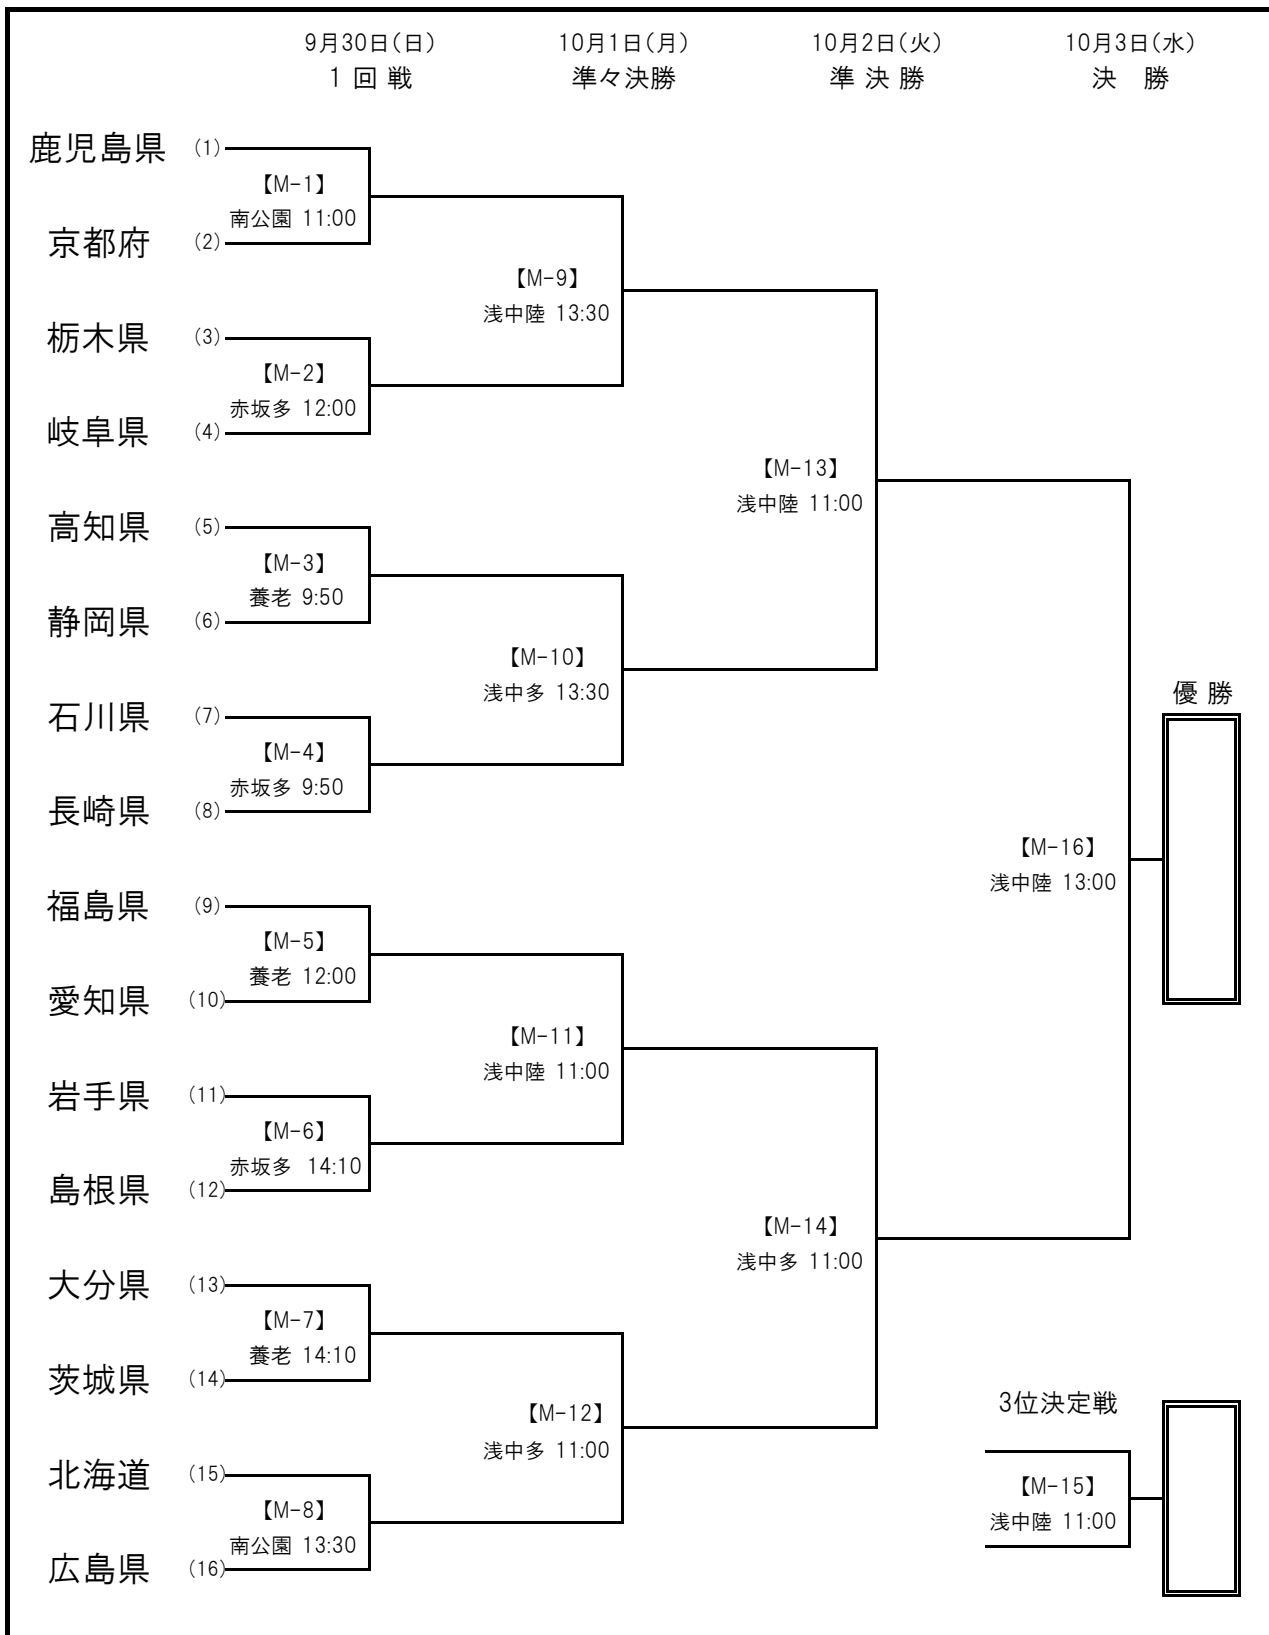 9月30日(日) 10月1日(月) 10月2日(火) 10月3日(水)
1 回 戦 準々決勝 準 決 勝 決 勝
鹿児島県 (1)
【M-1】
南公園 11:00
京都府 (2)
【M-9】
浅中陸 13:30
栃木県 (3)
【M-2】
赤坂多 12:00
岐阜県 (4)
【M-13】
浅中陸 11:00
高知県 (5)
【M-3】
養老 9:50
静岡県 (6)
【M-10】
浅中多 13:30
優 勝
石川県 (7)
【M-4】
赤坂多 9:50
長崎県 (8)
【M-16】
浅中陸 13:00
福島県 (9)
【M-5】
養老 12:00
愛知県 (10)
【M-11】
浅中陸 11:00
岩手県 (11)
【M-6】
赤坂多 14:10
島根県 (12)
【M-14】
浅中多 11:00
大分県 (13)
【M-7】
養老 14:10
茨城県 (14)
3位決定戦
【M-12】
浅中多 11:00
北海道 (15)
【M-15】
浅中陸 11:00
【M-8】
南公園 13:30
広島県 (16)